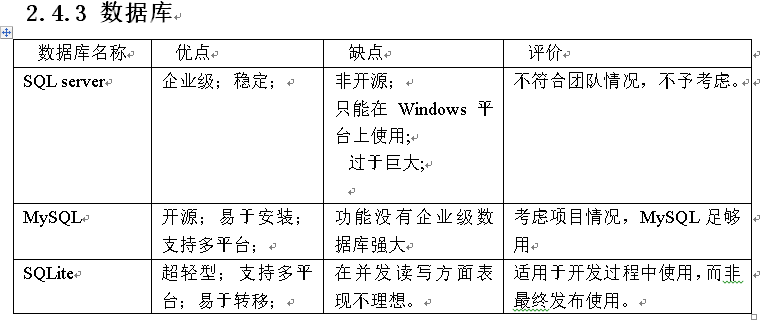 2.4.3 数据库
数据库名称 优点 缺点 评价
SQL server 企业级；稳定； 非开源； 不符合团队情况，不予考虑。
只能在 Windows 平
台上使用;
过于巨大;
MySQL 开源；易于安装； 功能没有企业级数 考虑项目情况，MySQL 足够
支持多平台； 据库强大 用
SQLite 超轻型；支持多平 在并发读写方面表 适用于开发过程中使用，而非
台；易于转移； 现不理想。 最终发布使用。